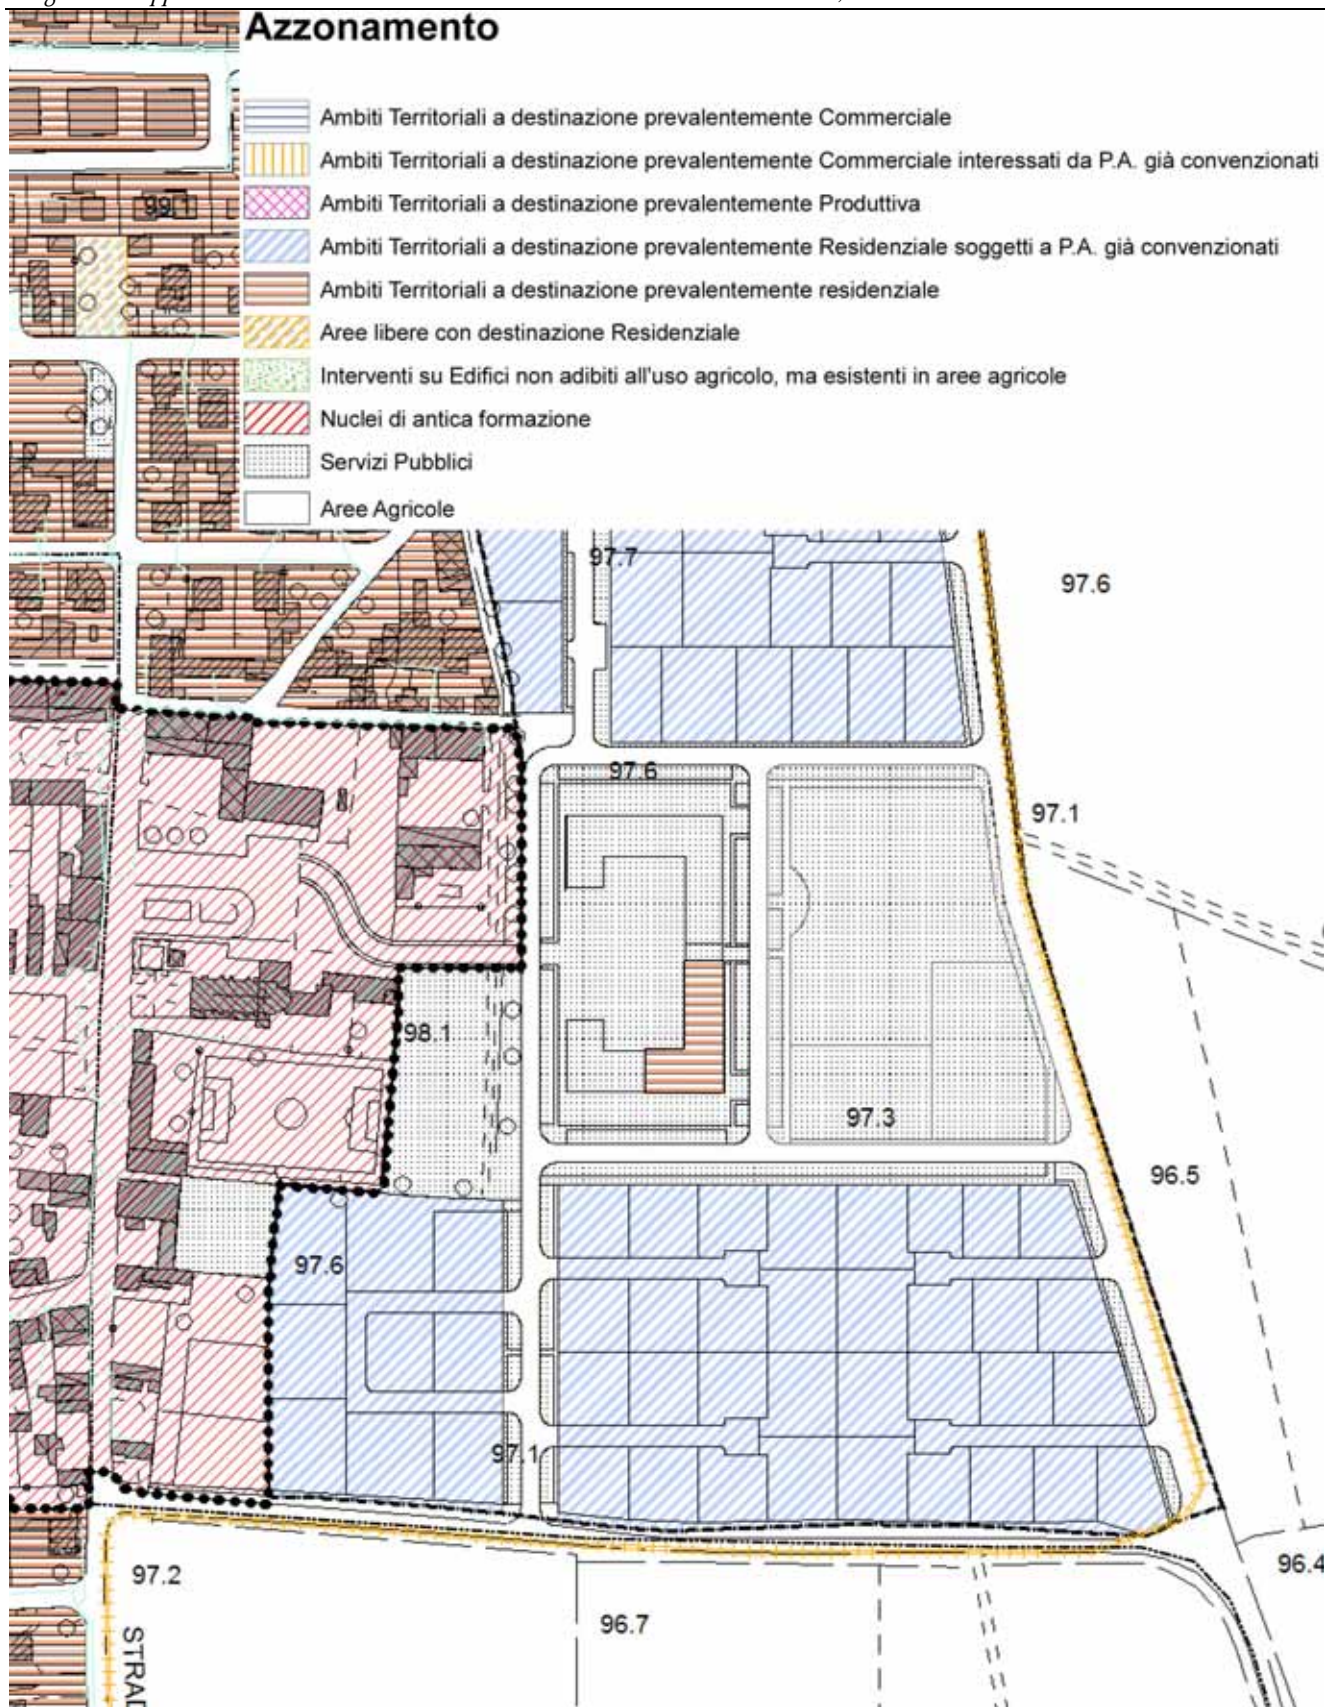 Azzonamento
Ambiti Territoriali a destinazione prevalentemente Commerciale
Ambiti Territoriali a destinazione prevalentemente Commerciale interessati da P.A. già convenzionati
Ambiti Territoriali a destinazione prevalentemente Produttiva
Ambiti Territoriali a destinazione prevalentemente Residenziale soggetti a P.A. già convenzionati
Ambiti Territoriali a destinazione prevalentemente residenziale
Aree libere con destinazione Residenziale
Interventi su Edifici non adibiti all'uso agricolo, ma esistenti in aree agricole
Nuclei di antica formazione
Servizi Pubblici
Aree Agricole
99.1
97.7
97.6
97.6
97.1
98.1
97.3
96.5
97.6
97.1
97.2
96.4
96.7
STRAD